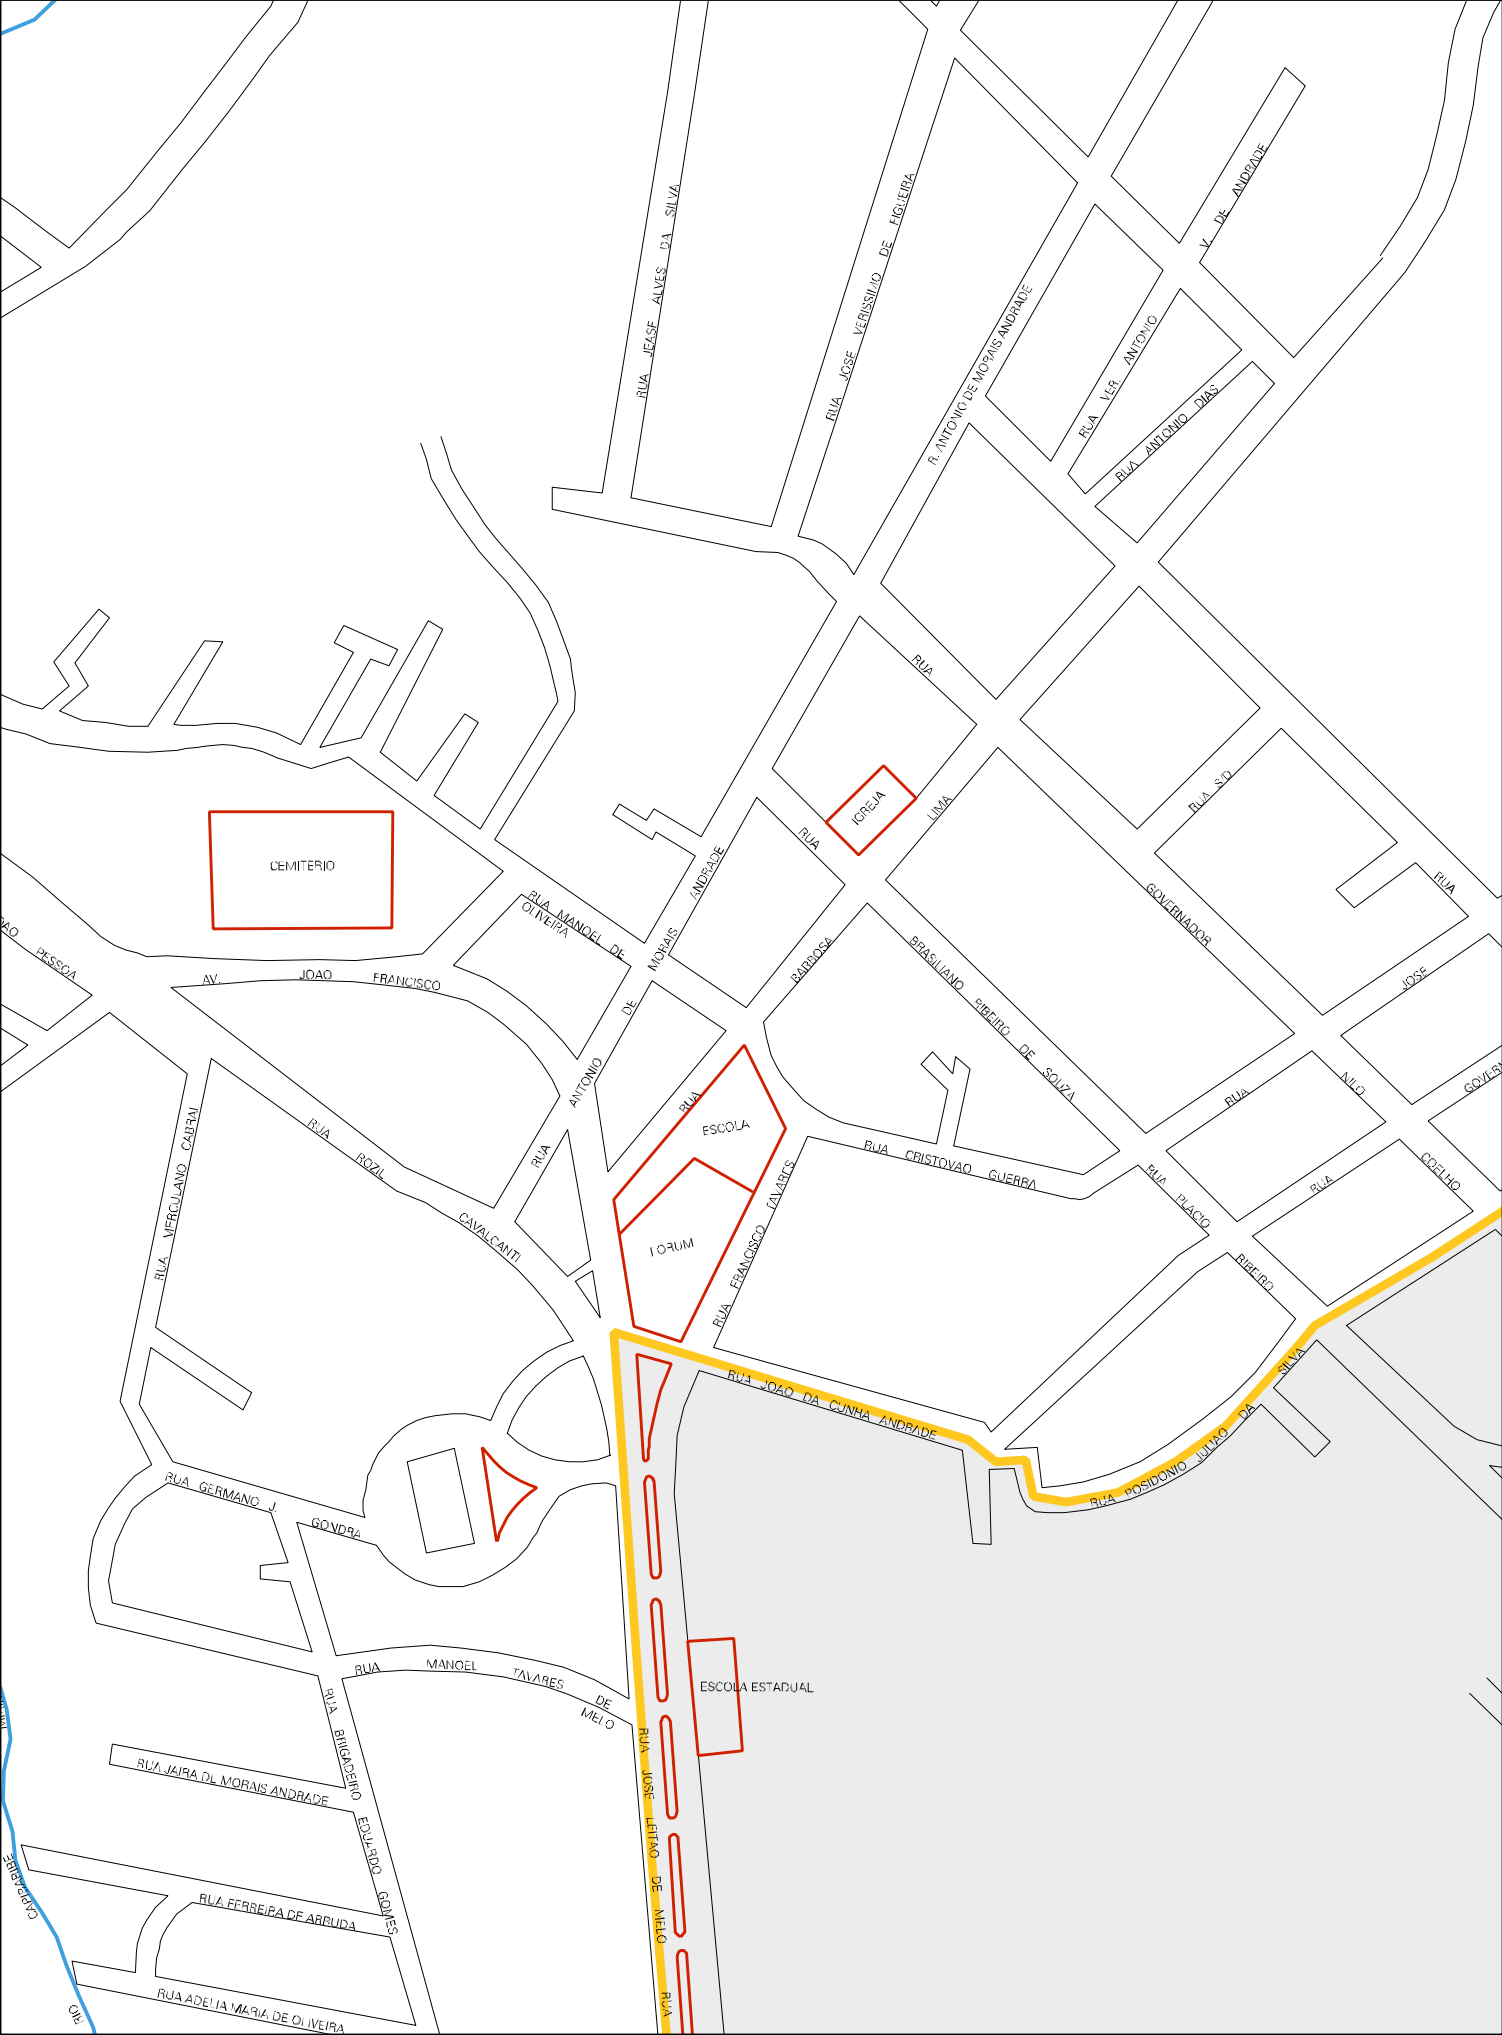 RUA JEASE ALVES DA SILVA
RUA JOSE VERISSIMO DE FIGUEIRA
R. ANTONIO DE MORAIS ANDRADE
V. DE ANDRADE
RUA VER. ANTONIO
RUA ANTONIO DIAS
RUA
IGREJA
LIMA
RUA
RUA S/D
RUA
CEMITERIO
RUA MANOEL DE
OLIVEIRA
ANDRADE
MORAIS
DE
ANTONIO
RUA
BARBOSA
RUA
BRASILIANO RIBEIRO DE SOUZA
GOVERNADOR
JOSE
RUA
NILO
COELHO
RUA
PESSOA
AV. JOAO FRANCISCO
ESCOLA
FORUM
RUA CRISTOVAO GUERRA
RUA FRANCISCO TAVARES
RUA PLACIO
RIBEIRO
RUA MERCULANO CABRAL
RUA ROZIL CAVALCANTI
RUA JOAO DA CUNHA ANDRADE
RUA POSIDONIO JULIAO DA SILVA
RUA GERMANO J.
GONDRA
RUA MANOEL TAVARES DE
MELO
ESCOLA ESTADUAL
RUA BRIGADEIRO EDUARDO GOMES
RUA JOSE LEITAO DE MELO
RUA
RUA JAIRA DE MORAIS ANDRADE
RUA FERREIRA DE ARRUDA
RUA ADELIA MARIA DE OLIVEIRA
CAPIBARIBE
RIO